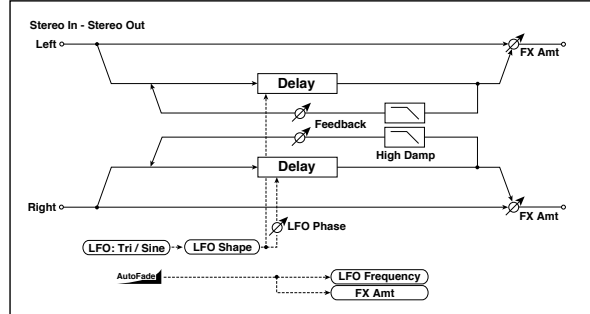 Stereo In - Stereo Out
Left
FX Amt
Delay
Feedback
High Damp
Delay
Right
FX Amt
LFO Phase
LFO: Tri / Sine
LFO Shape
AutoFade
LFO Frequency
FX Amt